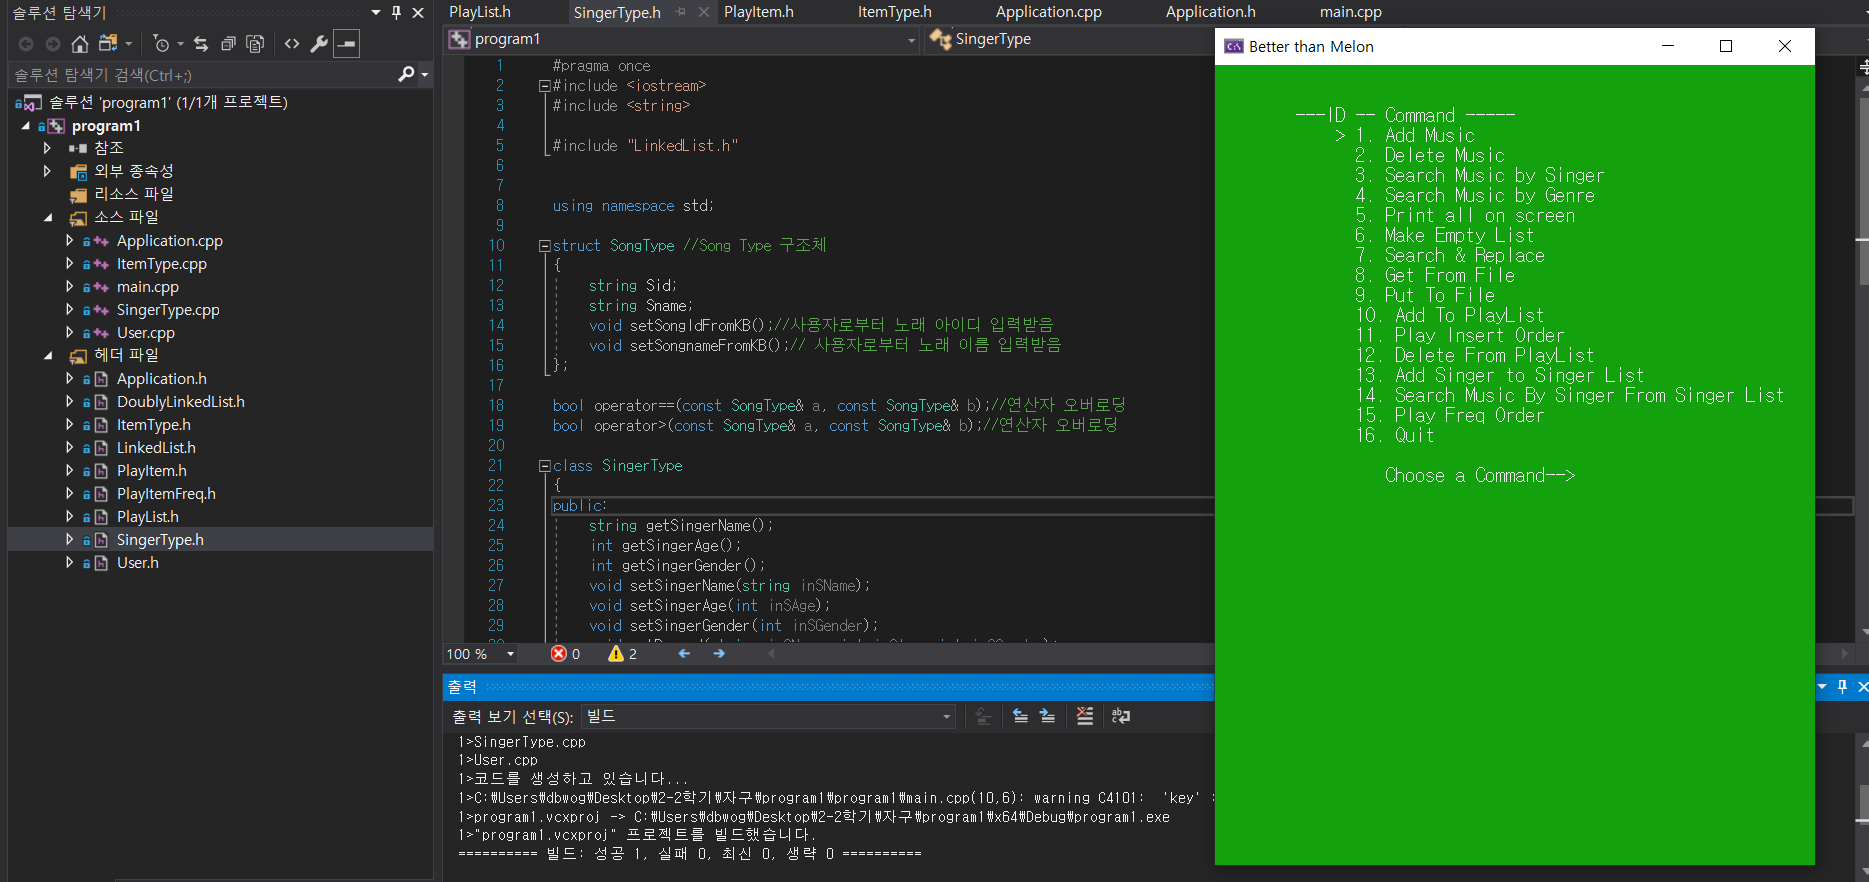 솔루션 탐색기
솔루션 탐색기 검색(Ctrl+;)
솔루션 'program1' (1/1개 프로젝트)
program1
참조
외부 종속성
리소스 파일
소스 파일
Application.cpp
ItemType.cpp
main.cpp
SingerType.cpp
User.cpp
헤더 파일
Application.h
DoublyLinkedList.h
ItemType.h
LinkedList.h
PlayItem.h
PlayItemFreq.h
PlayList.h
SingerType.h
User.h
PlayList.h SingerType.h PlayItem.h ItemType.h Application.cpp Application.h main.cpp
program1 SingerType
1 #pragma once
2 #include <iostream>
3 #include <string>
4
5 #include "LinkedList.h"
6
7
8 using namespace std;
9
10 struct SongType //Song Type 구조체
11 {
12 string Sid;
13 string Sname;
14 void setSongIdFromKB();//사용자로부터 노래 아이디 입력받음
15 void setSongnameFromKB();// 사용자로부터 노래 이름 입력받음
16 };
17
18 bool operator==(const SongType& a, const SongType& b);//연산자 오버로딩
19 bool operator>(const SongType& a, const SongType& b);//연산자 오버로딩
20
21 class SingerType
22 {
23 public:
24 string getSingerName();
25 int getSingerAge();
26 int getSingerGender();
27 void setSingerName(string inSName);
28 void setSingerAge(int inSAge);
29 void setSingerGender(int inSGender);
100 % 0 2
출력
출력 보기 선택(S): 빌드
1>SingerType.cpp
1>User.cpp
1>코드를 생성하고 있습니다...
1>C:₩Users₩dbwog₩Desktop₩2-2학기₩자구₩program1₩program1₩main.cpp(10,6): warning C4101: 'key' :
1>program1.vcxproj -> C:₩Users₩dbwog₩Desktop₩2-2학기₩자구₩program1₩x64₩Debug₩program1.exe
1>"program1.vcxproj" 프로젝트를 빌드했습니다.
========== 빌드: 성공 1, 실패 0, 최신 0, 생략 0 ==========
Better than Melon
---ID -- Command -----
> 1. Add Music
2. Delete Music
3. Search Music by Singer
4. Search Music by Genre
5. Print all on screen
6. Make Empty List
7. Search & Replace
8. Get From File
9. Put To File
10. Add To PlayList
11. Play Insert Order
12. Delete From PlayList
13. Add Singer to Singer List
14. Search Music By Singer From Singer List
15. Play Freq Order
16. Quit
Choose a Command-->